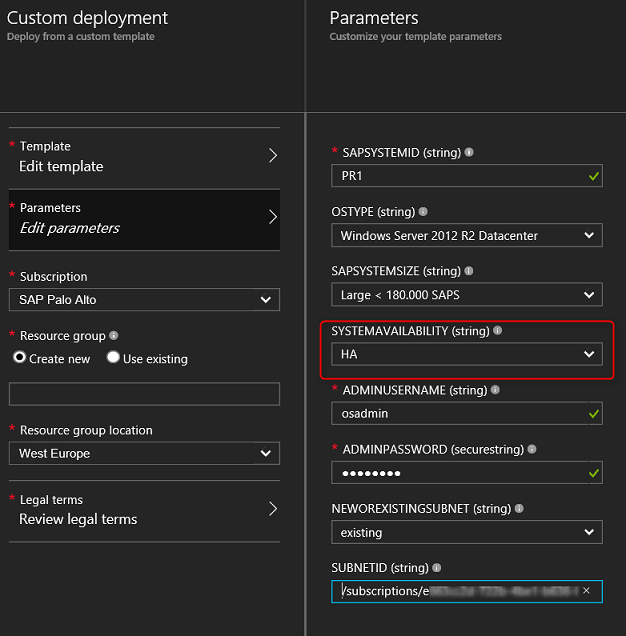 Custom deployment
Deploy from a custom template
* Template
Edit template
* Parameters
Edit parameters
* Subscription
SAP Palo Alto
* Resource group
Create new Use existing
* Resource group location
West Europe
* Legal terms
Review legal terms
Parameters
Customize your template parameters
* SAPSYSTEMID (string)
PR1
OSTYPE (string)
Windows Server 2012 R2 Datacenter
SAPSYSTEMSIZE (string)
Large < 180.000 SAPS
SYSTEMAVAILABILITY (string)
HA
* ADMINUSERNAME (string)
osadmin
* ADMINPASSWORD (securestring)
••••••••
NEWOREXISTINGSUBNET (string)
existing
SUBNETID (string)
/subscriptions/e